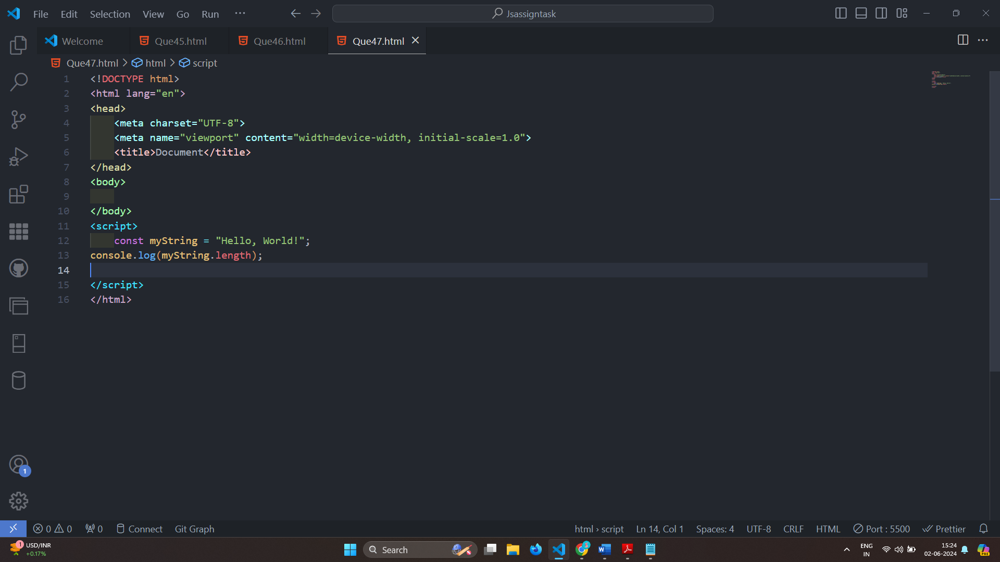 File Edit Selection View Go Run ···
Jsassigntask
Welcome Que45.html Que46.html Que47.html
Que47.html > html > script
1 <!DOCTYPE html>
2 <html lang="en">
3 <head>
4 <meta charset="UTF-8">
5 <meta name="viewport" content="width=device-width, initial-scale=1.0">
6 <title>Document</title>
7 </head>
8 <body>
9
10 </body>
11 <script>
12 const myString = "Hello, World!";
13 console.log(myString.length);
14
15 </script>
16 </html>
1
0 0 0 Connect Git Graph html › script Ln 14, Col 1 Spaces: 4 UTF-8 CRLF HTML Port : 5500 Prettier
1 USD/INR
+0.17%
Search
ENG
IN
15:24
02-06-2024
PRE